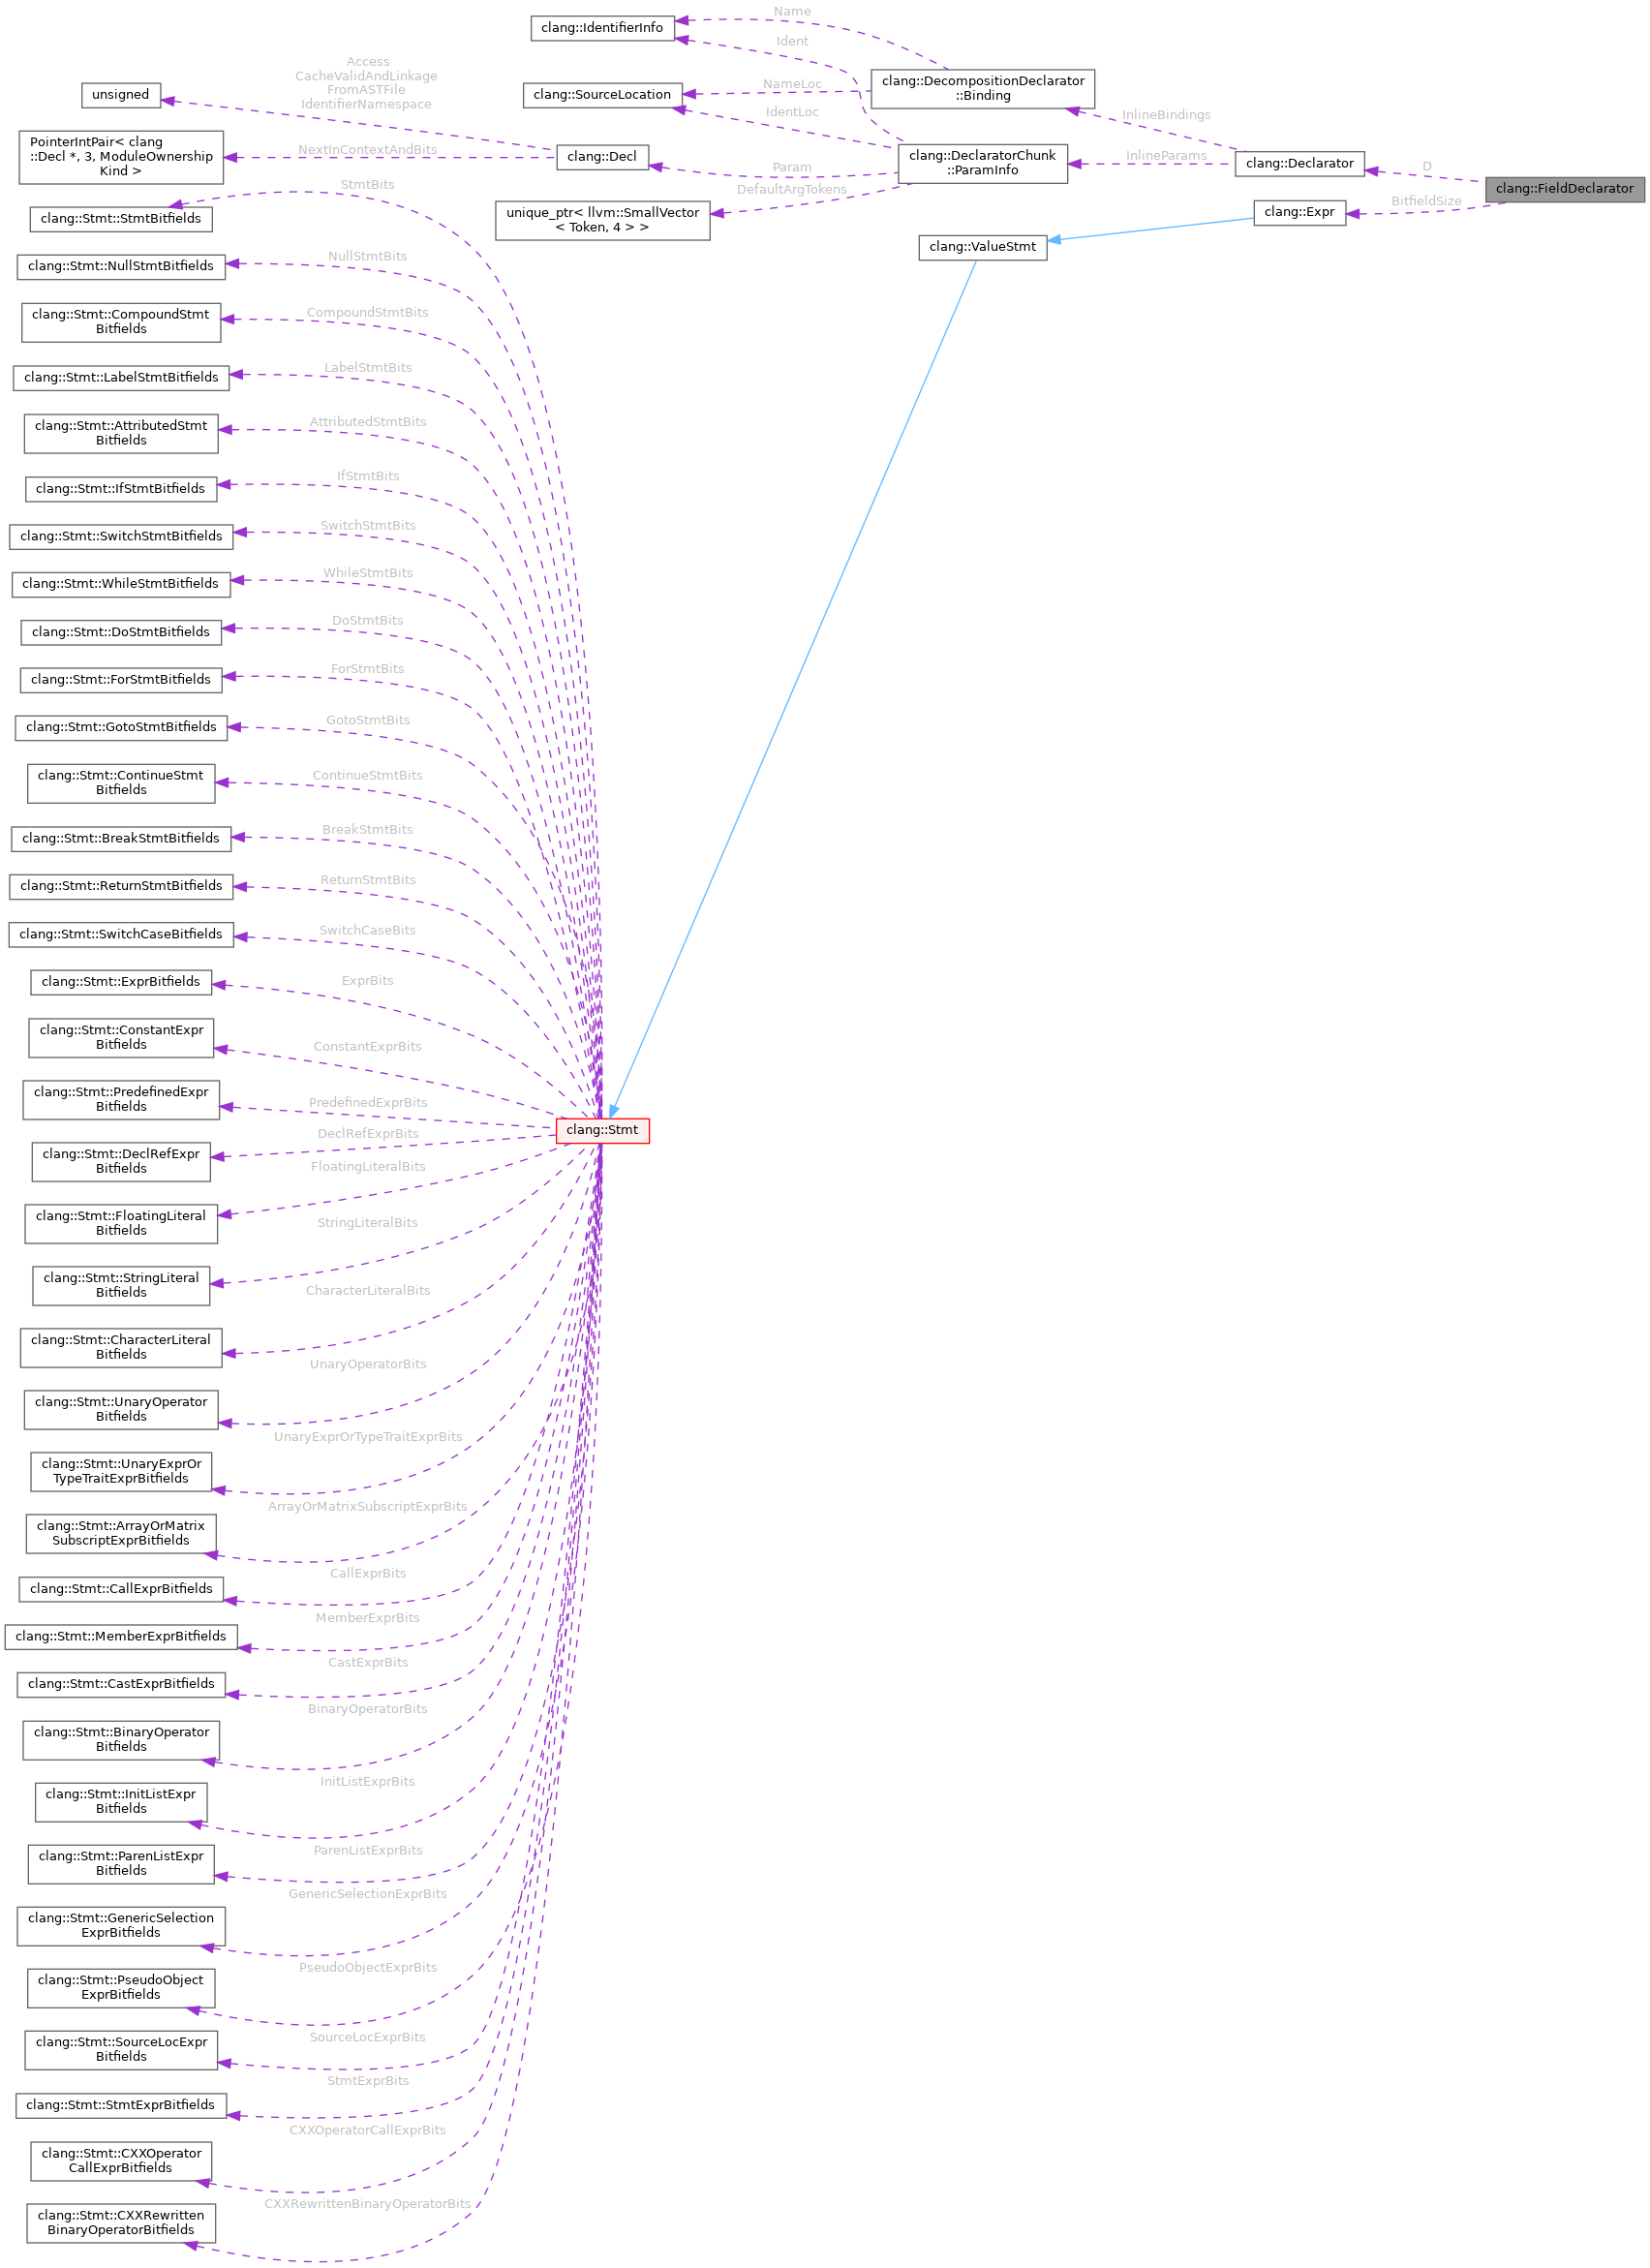 Name
clang::IdentifierInfo
Ident
Access
CacheValidAndLinkage
FromASTFile
IdentifierNamespace
clang::DecompositionDeclarator
::Binding
NameLoc
unsigned
clang::SourceLocation
IdentLoc
InlineBindings
PointerIntPair< clang
::Decl *, 3, ModuleOwnership
Kind >
NextInContextAndBits
clang::Decl
clang::DeclaratorChunk
::ParamInfo
InlineParams
clang::Declarator
D
Param
clang::FieldDeclarator
StmtBits
DefaultArgTokens
BitfieldSize
clang::Stmt::StmtBitfields
unique_ptr< llvm::SmallVector
< Token, 4 > >
clang::Expr
clang::ValueStmt
NullStmtBits
clang::Stmt::NullStmtBitfields
CompoundStmtBits
clang::Stmt::CompoundStmt
Bitfields
LabelStmtBits
clang::Stmt::LabelStmtBitfields
AttributedStmtBits
clang::Stmt::AttributedStmt
Bitfields
IfStmtBits
clang::Stmt::IfStmtBitfields
SwitchStmtBits
clang::Stmt::SwitchStmtBitfields
WhileStmtBits
clang::Stmt::WhileStmtBitfields
DoStmtBits
clang::Stmt::DoStmtBitfields
ForStmtBits
clang::Stmt::ForStmtBitfields
GotoStmtBits
clang::Stmt::GotoStmtBitfields
ContinueStmtBits
clang::Stmt::ContinueStmt
Bitfields
BreakStmtBits
clang::Stmt::BreakStmtBitfields
ReturnStmtBits
clang::Stmt::ReturnStmtBitfields
SwitchCaseBits
clang::Stmt::SwitchCaseBitfields
ExprBits
clang::Stmt::ExprBitfields
clang::Stmt::ConstantExpr
Bitfields
ConstantExprBits
clang::Stmt::PredefinedExpr
Bitfields
PredefinedExprBits
clang::Stmt
DeclRefExprBits
clang::Stmt::DeclRefExpr
Bitfields
FloatingLiteralBits
clang::Stmt::FloatingLiteral
Bitfields
StringLiteralBits
clang::Stmt::StringLiteral
Bitfields
CharacterLiteralBits
clang::Stmt::CharacterLiteral
Bitfields
UnaryOperatorBits
clang::Stmt::UnaryOperator
Bitfields
UnaryExprOrTypeTraitExprBits
clang::Stmt::UnaryExprOr
TypeTraitExprBitfields
ArrayOrMatrixSubscriptExprBits
clang::Stmt::ArrayOrMatrix
SubscriptExprBitfields
CallExprBits
clang::Stmt::CallExprBitfields
MemberExprBits
clang::Stmt::MemberExprBitfields
CastExprBits
clang::Stmt::CastExprBitfields
BinaryOperatorBits
clang::Stmt::BinaryOperator
Bitfields
InitListExprBits
clang::Stmt::InitListExpr
Bitfields
ParenListExprBits
clang::Stmt::ParenListExpr
Bitfields
GenericSelectionExprBits
clang::Stmt::GenericSelection
ExprBitfields
PseudoObjectExprBits
clang::Stmt::PseudoObject
ExprBitfields
SourceLocExprBits
clang::Stmt::SourceLocExpr
Bitfields
StmtExprBits
clang::Stmt::StmtExprBitfields
CXXOperatorCallExprBits
clang::Stmt::CXXOperator
CallExprBitfields
CXXRewrittenBinaryOperatorBits
clang::Stmt::CXXRewritten
BinaryOperatorBitfields